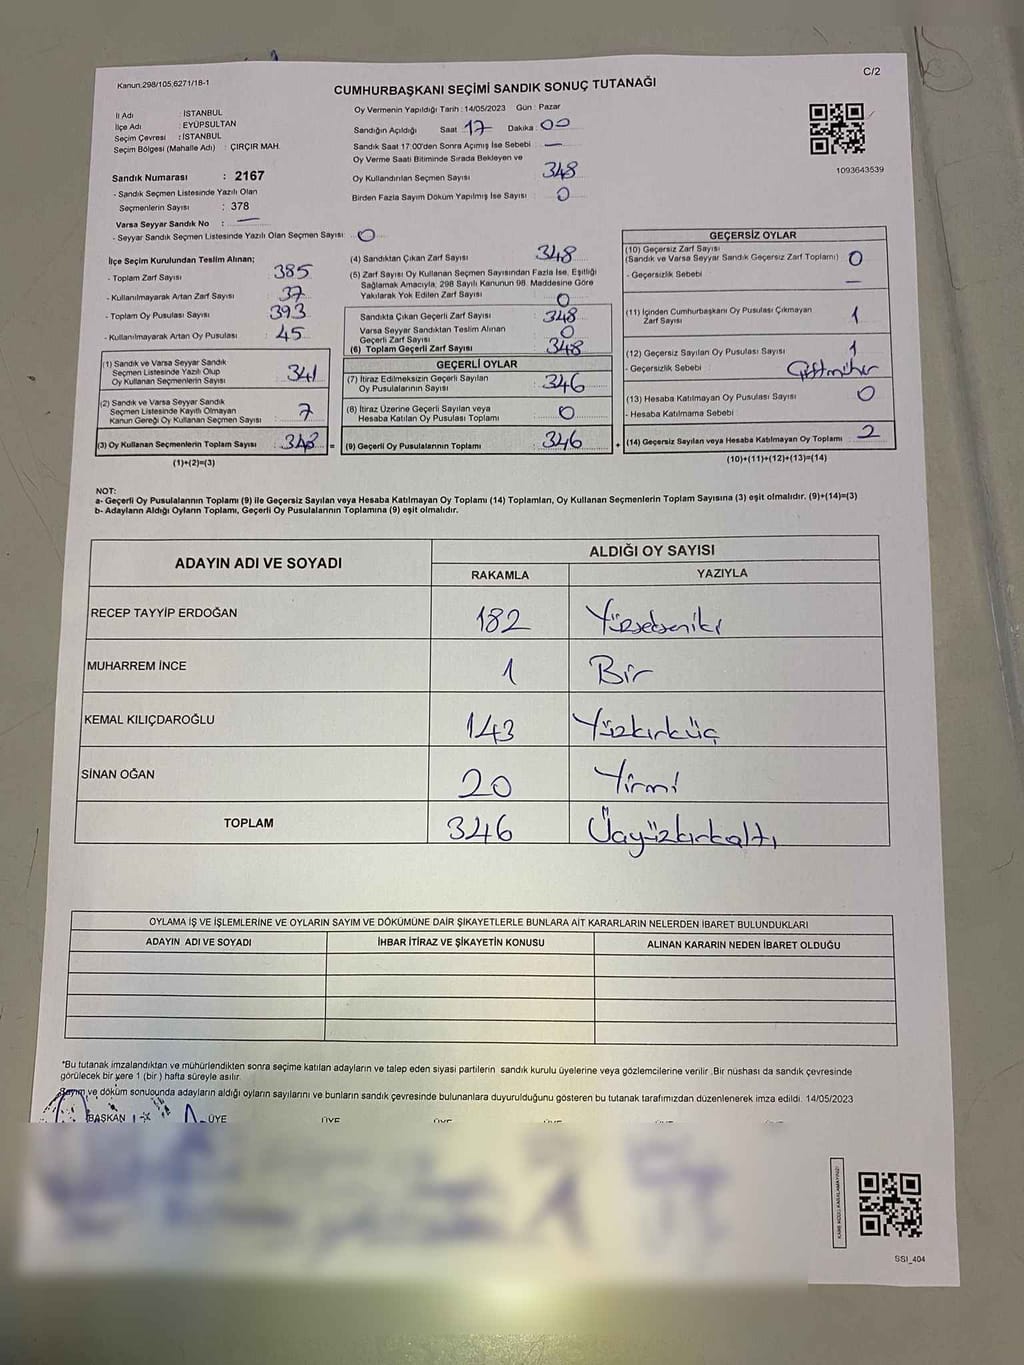 Kanun:298/105,6271/18-1
C/2
CUMHURBAŞKANI SEÇİMİ SANDIK SONUÇ TUTANAĞI
İl Adı : İSTANBUL
İlçe Adı : EYÜPSULTAN
Seçim Çevresi : İSTANBUL
Seçim Bölgesi (Mahalle Adı) : ÇIRÇIR MAH.
Sandık Numarası : 2167
- Sandık Seçmen Listesinde Yazılı Olan
Seçmenlerin Sayısı : 378
Varsa Seyyar Sandık No : —
- Seyyar Sandık Seçmen Listesinde Yazılı Olan Seçmen Sayısı: 0
Oy Vermenin Yapıldığı Tarih : 14/05/2023 Gün : Pazar
Sandığın Açıldığı Saat 17 Dakika : 00
Sandık Saat 17:00'den Sonra Açımış İse Sebebi : —
Oy Verme Saati Bitiminde Sırada Bekleyen ve
Oy Kullandırılan Seçmen Sayısı 348
Birden Fazla Sayım Döküm Yapılmış İse Sayısı : 0
1093643539
İlçe Seçim Kurulundan Teslim Alınan;
- Toplam Zarf Sayısı : 385
- Kullanılmayarak Artan Zarf Sayısı : 37
- Toplam Oy Pusulası Sayısı : 393
- Kullanılmayarak Artan Oy Pusulası : 45
(1) Sandık ve Varsa Seyyar Sandık
Seçmen Listesinde Yazılı Olup
Oy Kullanan Seçmenlerin Sayısı : 341
(2) Sandık ve Varsa Seyyar Sandık
Seçmen Listesinde Kayıtlı Olmayan
Kanun Gereği Oy Kullanan Seçmen Sayısı : 7
(3) Oy Kullanan Seçmenlerin Toplam Sayısı : 348 =
(1)+(2)=(3)
(4) Sandıktan Çıkan Zarf Sayısı : 348
(5) Zarf Sayısı Oy Kullanan Seçmen Sayısından Fazla İse, Eşitliği
Sağlamak Amacıyla, 298 Sayılı Kanunun 98. Maddesine Göre
Yakılarak Yok Edilen Zarf Sayısı : 0
Sandıkta Çıkan Geçerli Zarf Sayısı : 348
Varsa Seyyar Sandıktan Teslim Alınan
Geçerli Zarf Sayısı : 0
(6) Toplam Geçerli Zarf Sayısı : 348
GEÇERLİ OYLAR
(7) İtiraz Edilmeksizin Geçerli Sayılan
Oy Pusulalarının Sayısı : 346
(8) İtiraz Üzerine Geçerli Sayılan veya
Hesaba Katılan Oy Pusulası Toplamı : 0
(9) Geçerli Oy Pusulalarının Toplamı : 346 +
GEÇERSİZ OYLAR
(10) Geçersiz Zarf Sayısı
(Sandık ve Varsa Seyyar Sandık Geçersiz Zarf Toplamı) : 0
- Geçersizlik Sebebi : —
(11) İçinden Cumhurbaşkanı Oy Pusulası Çıkmayan
Zarf Sayısı : 1
(12) Geçersiz Sayılan Oy Pusulası Sayısı : 1
- Geçersizlik Sebebi : Çift mühür
(13) Hesaba Katılmayan Oy Pusulası Sayısı : 0
- Hesaba Katılmama Sebebi :
(14) Geçersiz Sayılan veya Hesaba Katılmayan Oy Toplamı : 2
(10)+(11)+(12)+(13)=(14)
NOT:
a- Geçerli Oy Pusulalarının Toplamı (9) ile Geçersiz Sayılan veya Hesaba Katılmayan Oy Toplamı (14) Toplamları, Oy Kullanan Seçmenlerin Toplam Sayısına (3) eşit olmalıdır. (9)+(14)=(3)
b- Adayların Aldığı Oyların Toplamı, Geçerli Oy Pusulalarının Toplamına (9) eşit olmalıdır.
ADAYIN ADI VE SOYADI
ALDIĞI OY SAYISI
RAKAMLA YAZIYLA
RECEP TAYYİP ERDOĞAN 182 Yüzsekseniki
MUHARREM İNCE 1 Bir
KEMAL KILIÇDAROĞLU 143 Yüzkırküç
SİNAN OĞAN 20 Yirmi
TOPLAM 346 Üçyüzkırkaltı
OYLAMA İŞ VE İŞLEMLERİNE VE OYLARIN SAYIM VE DÖKÜMÜNE DAİR ŞİKAYETLERLE BUNLARA AİT KARARLARIN NELERDEN İBARET BULUNDUKLARI
ADAYIN ADI VE SOYADI İHBAR İTİRAZ VE ŞİKAYETİN KONUSU ALINAN KARARIN NEDEN İBARET OLDUĞU
*Bu tutanak imzalandıktan ve mühürlendikten sonra seçime katılan adayların ve talep eden siyasi partilerin sandık kurulu üyelerine veya gözlemcilerine verilir .Bir nüshası da sandık çevresinde
görülecek bir yere 1 (bir ) hafta süreyle asılır.
Sayım ve döküm sonucunda adayların aldığı oyların sayılarını ve bunların sandık çevresinde bulunanlara duyurulduğunu gösteren bu tutanak tarafımızdan düzenlenerek imza edildi. 14/05/2023
BAŞKAN ÜYE ÜYE ÜYE ÜYE
SSI_404